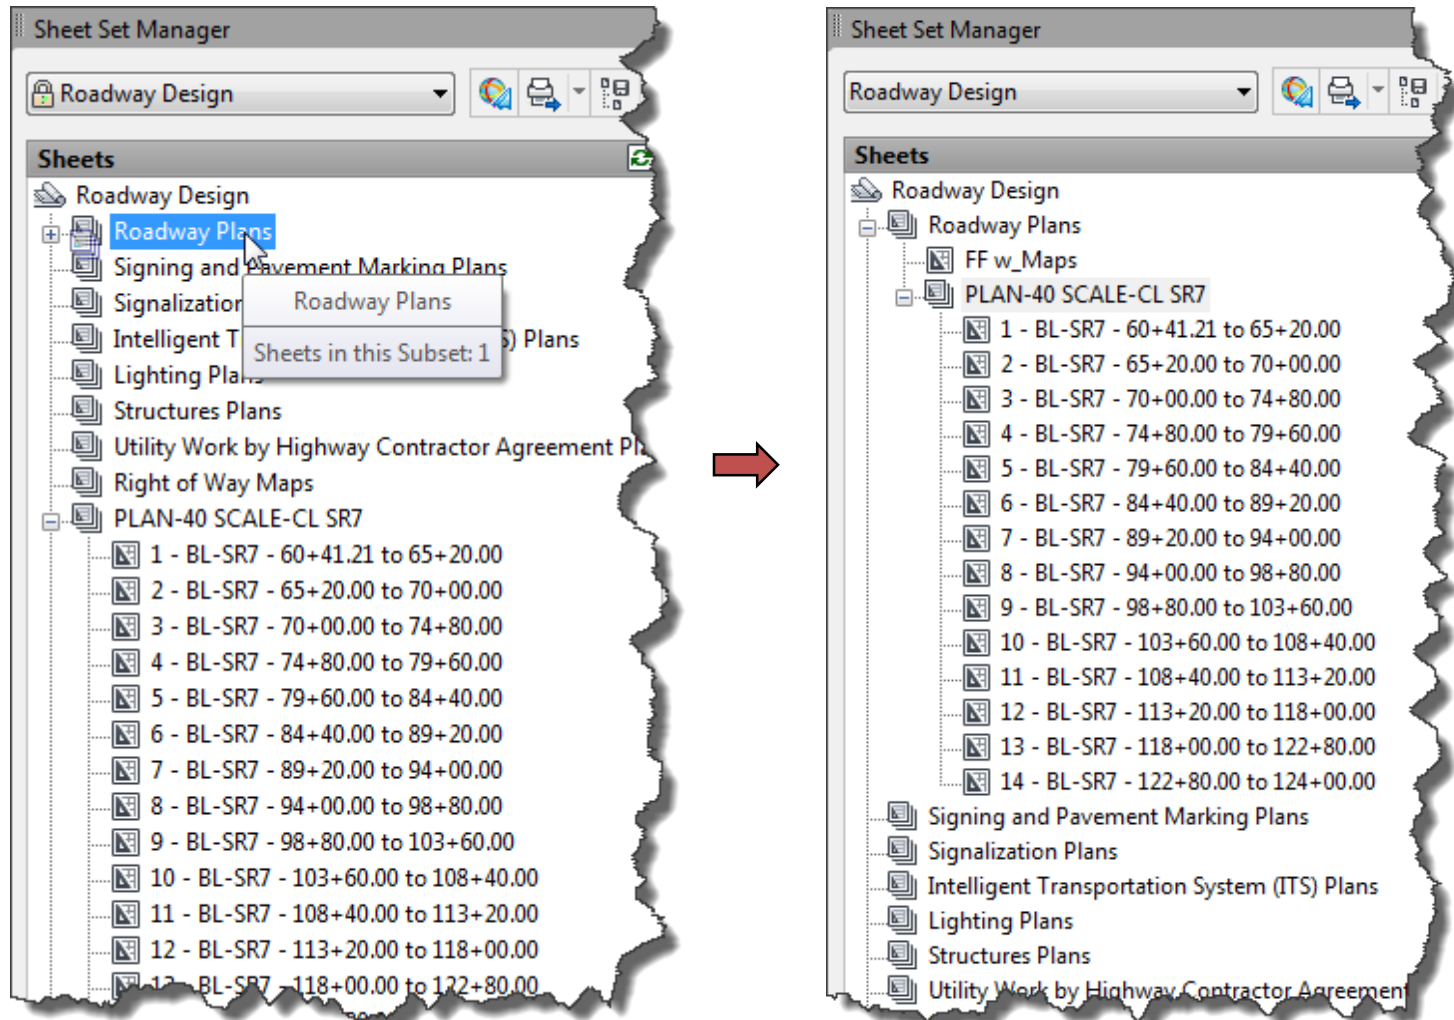 Sheet Set Manager
Roadway Design
Sheets
Roadway Design
Roadway Plans
Signing and Pavement Marking Plans
Signalization
Roadway Plans
Intelligent T S) Plans
Sheets in this Subset: 1
Lighting Plans
Structures Plans
Utility Work by Highway Contractor Agreement Pla
Right of Way Maps
PLAN-40 SCALE-CL SR7
1 - BL-SR7 - 60+41.21 to 65+20.00
2 - BL-SR7 - 65+20.00 to 70+00.00
3 - BL-SR7 - 70+00.00 to 74+80.00
4 - BL-SR7 - 74+80.00 to 79+60.00
5 - BL-SR7 - 79+60.00 to 84+40.00
6 - BL-SR7 - 84+40.00 to 89+20.00
7 - BL-SR7 - 89+20.00 to 94+00.00
8 - BL-SR7 - 94+00.00 to 98+80.00
9 - BL-SR7 - 98+80.00 to 103+60.00
10 - BL-SR7 - 103+60.00 to 108+40.00
11 - BL-SR7 - 108+40.00 to 113+20.00
12 - BL-SR7 - 113+20.00 to 118+00.00
13 - BL-SR7 - 118+00.00 to 122+80.00
Sheet Set Manager
Roadway Design
Sheets
Roadway Design
Roadway Plans
FF w_Maps
PLAN-40 SCALE-CL SR7
1 - BL-SR7 - 60+41.21 to 65+20.00
2 - BL-SR7 - 65+20.00 to 70+00.00
3 - BL-SR7 - 70+00.00 to 74+80.00
4 - BL-SR7 - 74+80.00 to 79+60.00
5 - BL-SR7 - 79+60.00 to 84+40.00
6 - BL-SR7 - 84+40.00 to 89+20.00
7 - BL-SR7 - 89+20.00 to 94+00.00
8 - BL-SR7 - 94+00.00 to 98+80.00
9 - BL-SR7 - 98+80.00 to 103+60.00
10 - BL-SR7 - 103+60.00 to 108+40.00
11 - BL-SR7 - 108+40.00 to 113+20.00
12 - BL-SR7 - 113+20.00 to 118+00.00
13 - BL-SR7 - 118+00.00 to 122+80.00
14 - BL-SR7 - 122+80.00 to 124+00.00
Signing and Pavement Marking Plans
Signalization Plans
Intelligent Transportation System (ITS) Plans
Lighting Plans
Structures Plans
Utility Work by Highway Contractor Agreement